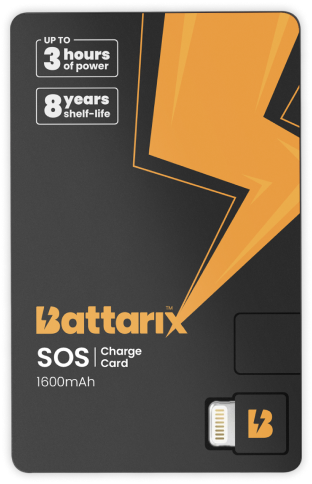 UP TO
3 hours
of power
8 years
shelf-life
Battarix™
SOS | Charge
Card
1600mAh
B